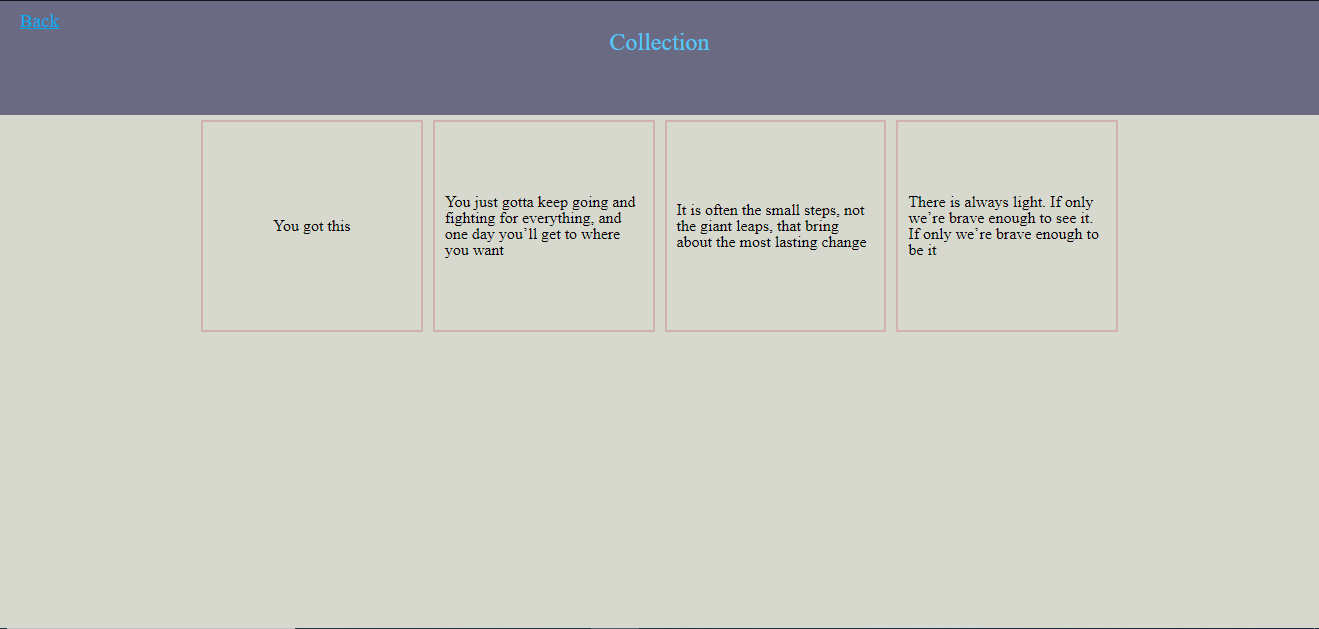 Back
Collection
You got this
You just gotta keep going and
fighting for everything, and
one day you’ll get to where
you want
It is often the small steps, not
the giant leaps, that bring
about the most lasting change
There is always light. If only
we’re brave enough to see it.
If only we’re brave enough to
be it